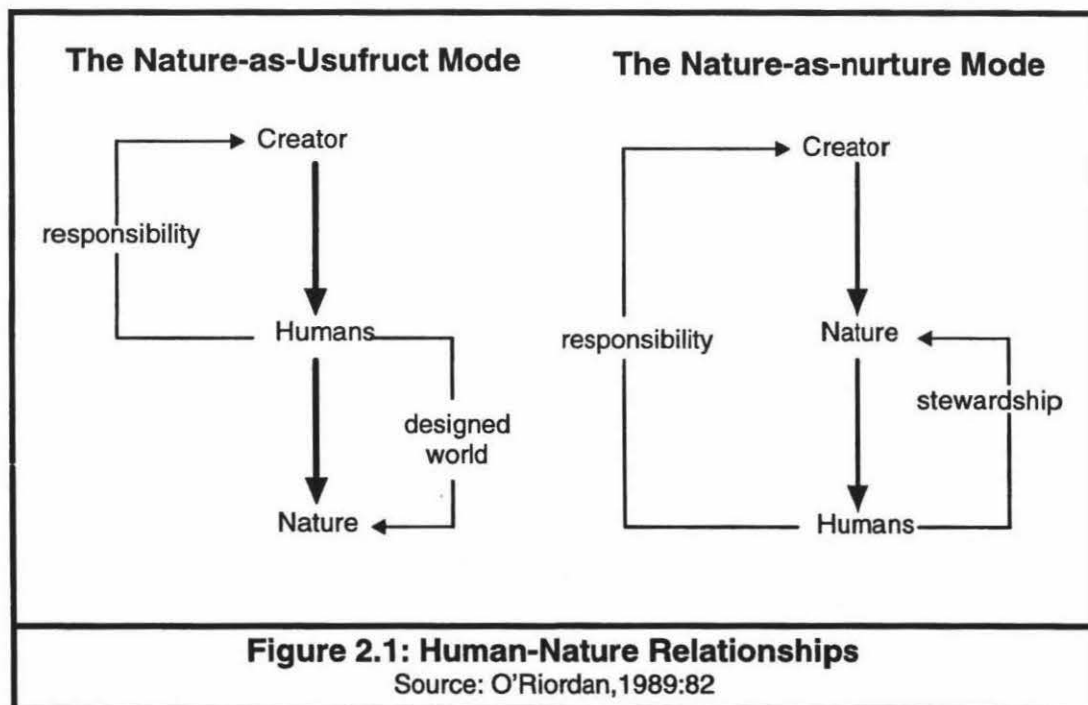 The Nature-as-Usufruct Mode
Creator
responsibility
Humans
designed
world
Nature
The Nature-as-nurture Mode
Creator
responsibility
Nature
stewardship
Humans
Figure 2.1: Human-Nature Relationships
Source: O'Riordan,1989:82